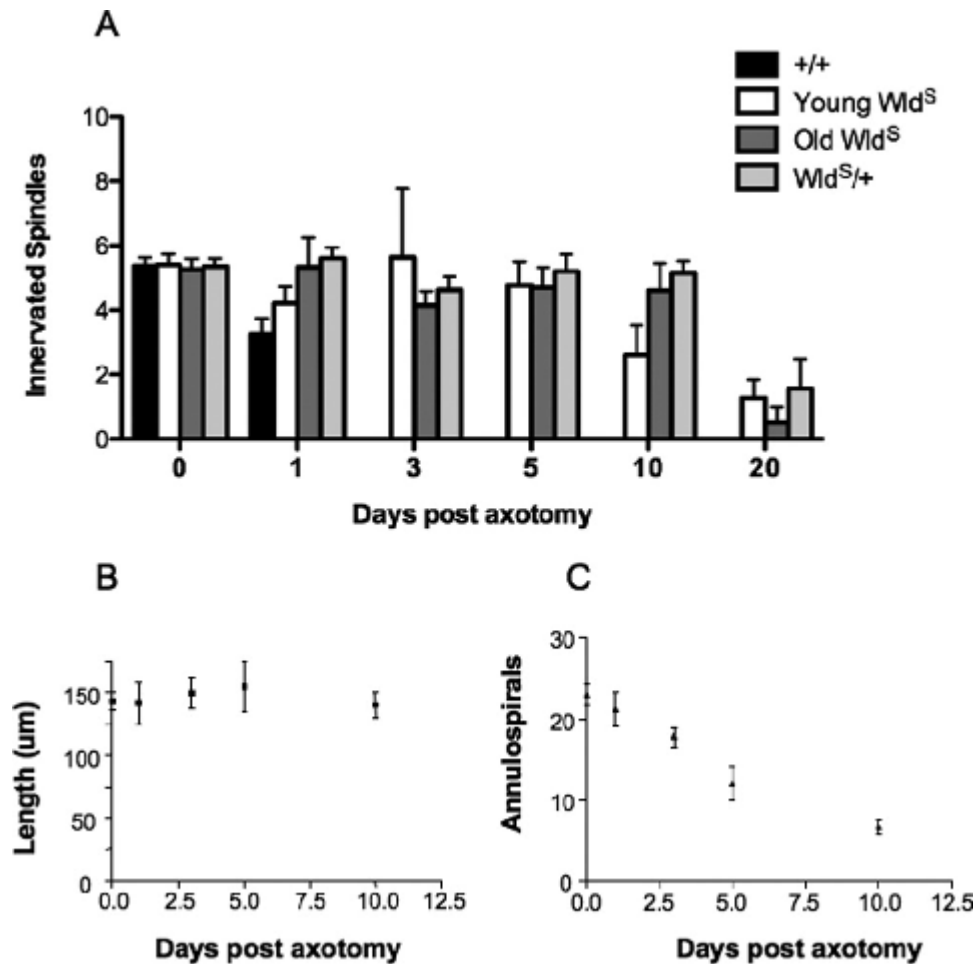 A
+/+
Young Wld^S
Old Wld^S
Wld^S/+
Innervated Spindles
10
8
6
4
2
0
0 1 3 5 10 20
Days post axotomy
B
Length (um)
150
100
50
0
0.0 2.5 5.0 7.5 10.0 12.5
Days post axotomy
C
Annulospirals
30
20
10
0
0.0 2.5 5.0 7.5 10.0 12.5
Days post axotomy